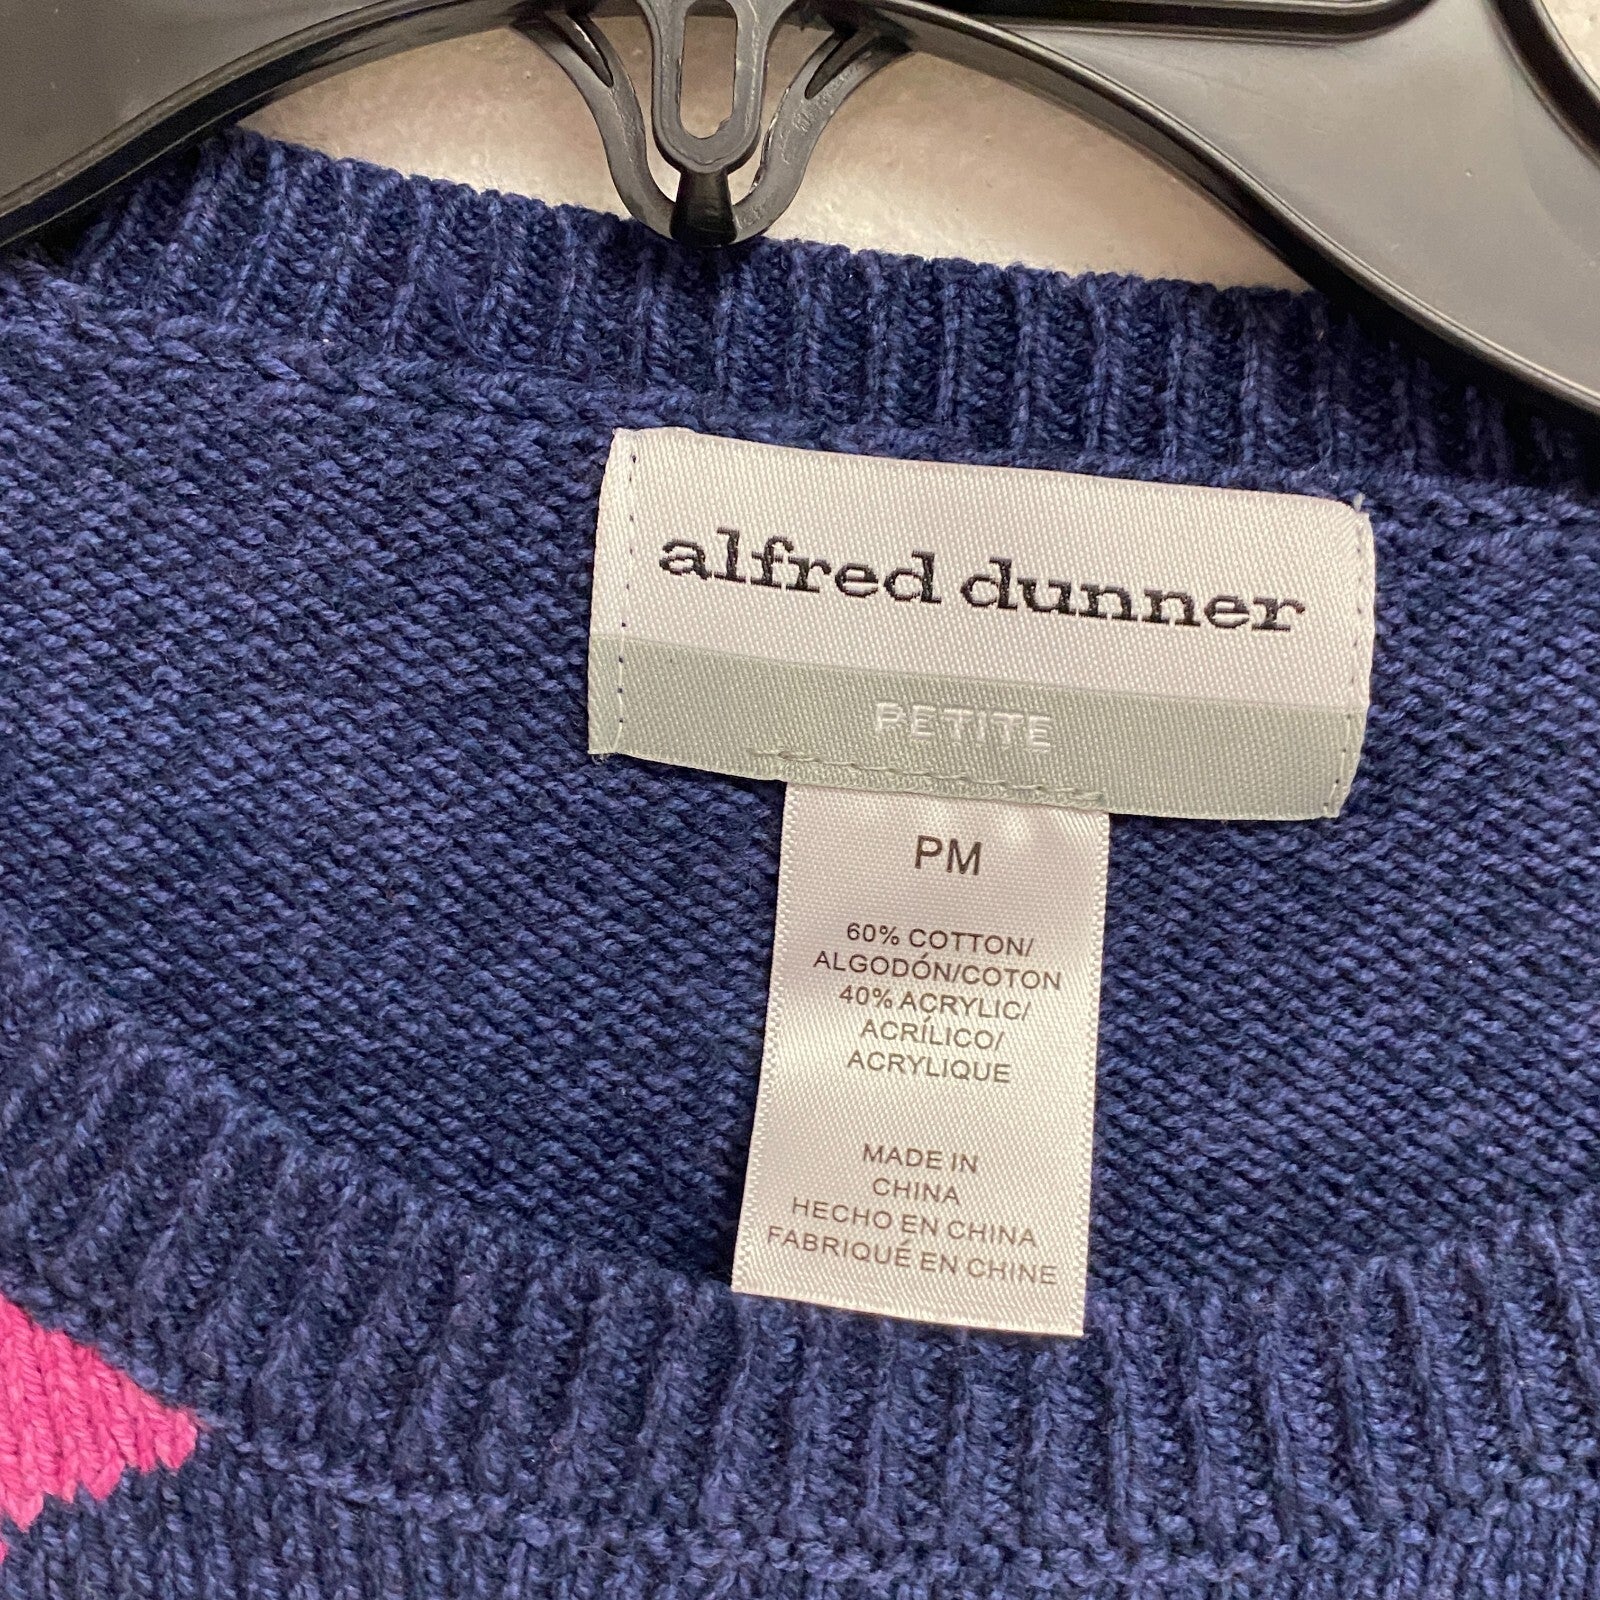 alfred dunner
PETITE
PM
60% COTTON/
ALGODÓN/COTON
40% ACRYLIC/
ACRÍLICO/
ACRYLIQUE
MADE IN
CHINA
HECHO EN CHINA
FABRIQUÉ EN CHINE